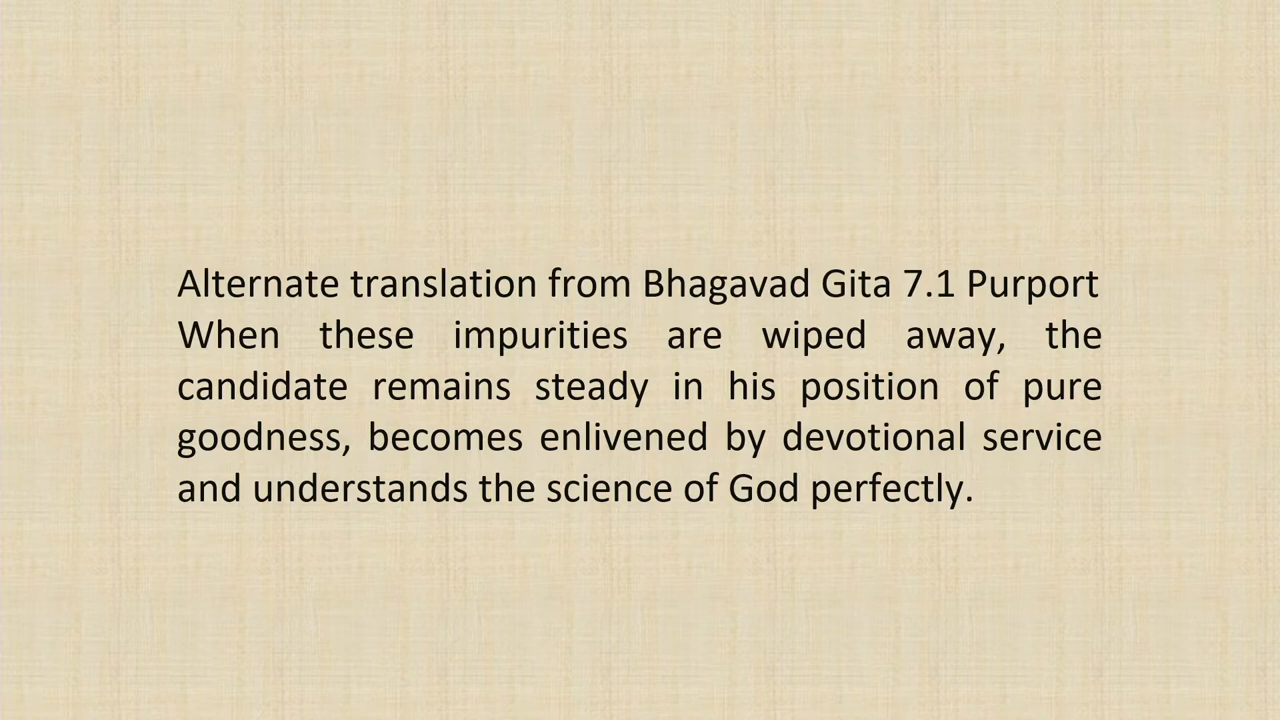 Alternate translation from Bhagavad Gita 7.1 Purport
When these impurities are wiped away, the
candidate remains steady in his position of pure
goodness, becomes enlivened by devotional service
and understands the science of God perfectly.